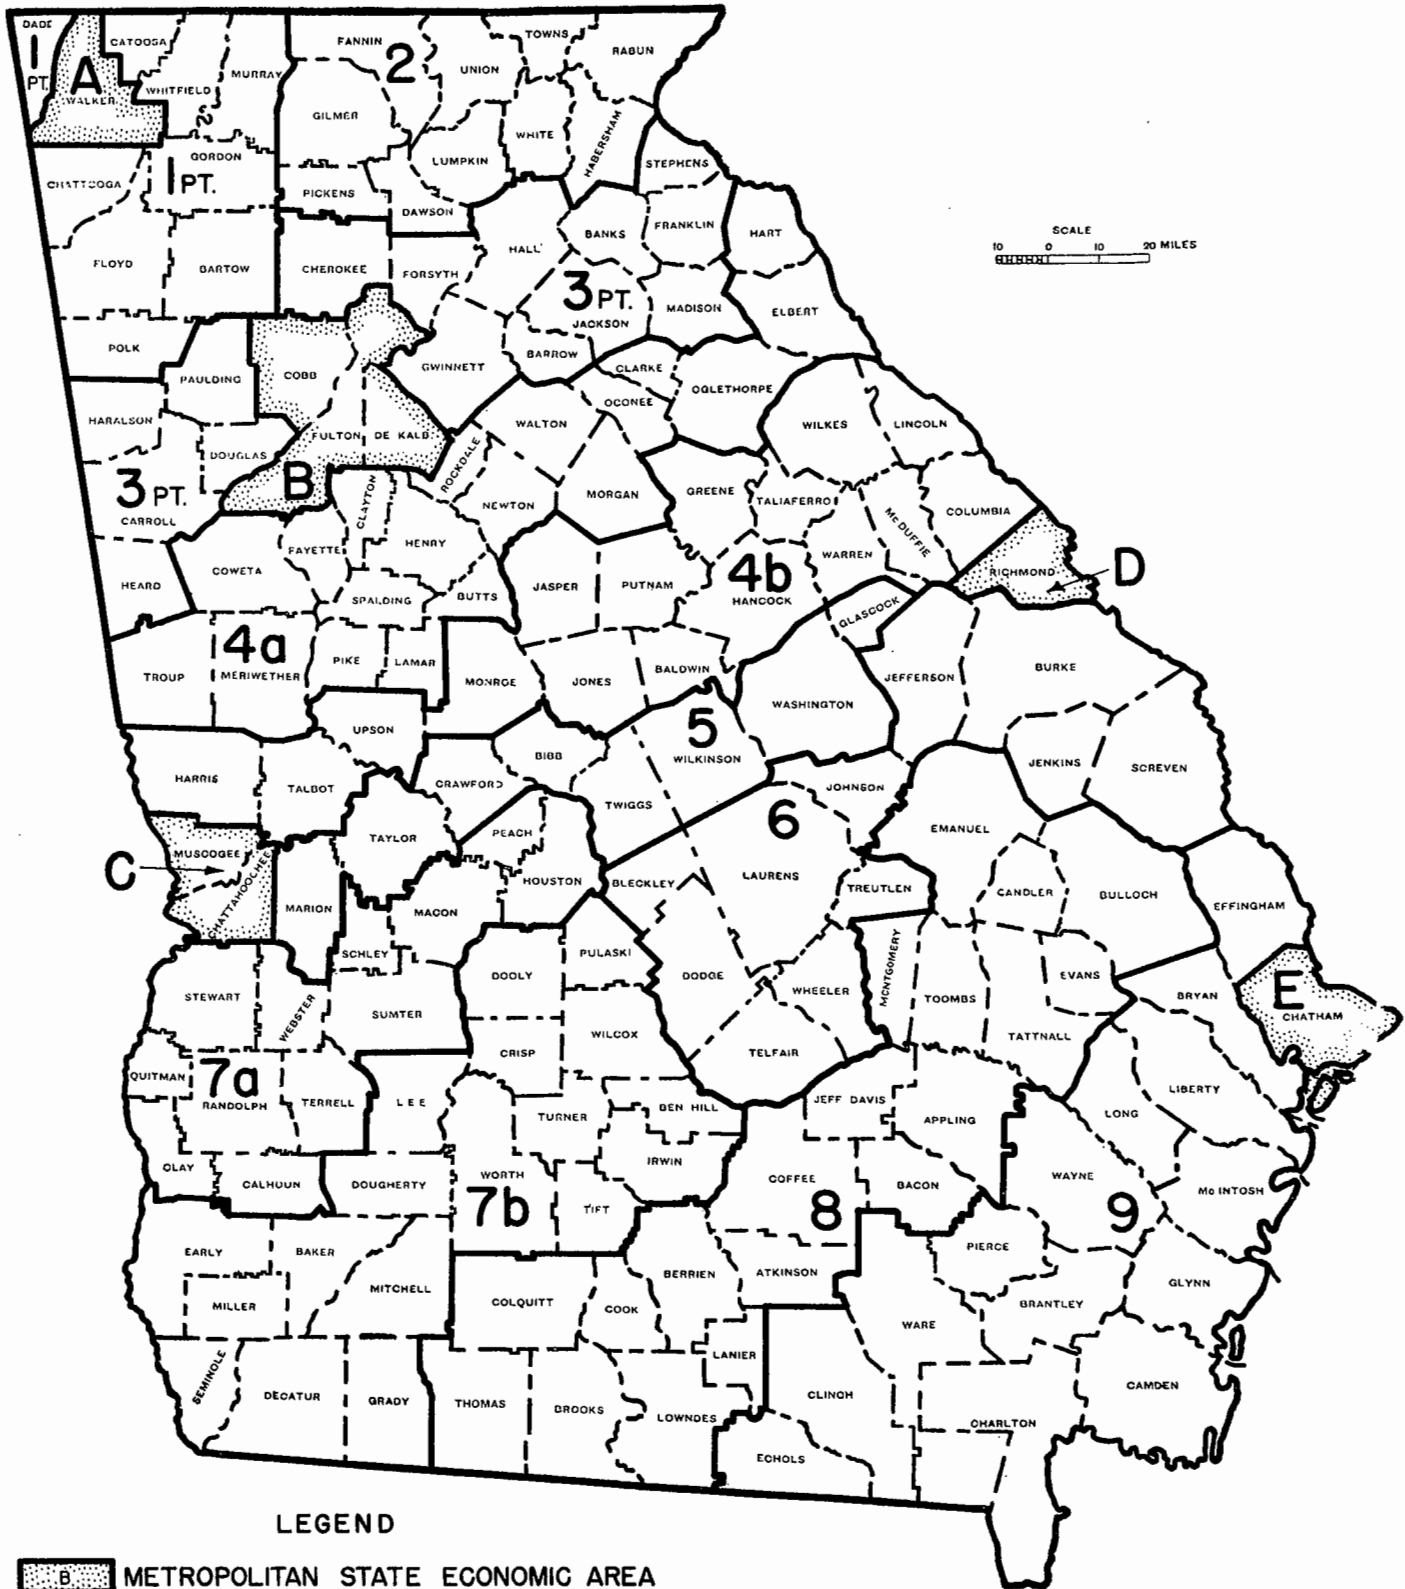 DADE
1
PT.
A
WALKER
CATOOGA
WHITFIELD
MURRAY
FANNIN
2
UNION
TOWNS
RABUN
GILMER
LUMPKIN
WHITE
HABERSHAM
STEPHENS
CHATTOOGA
GORDON
1 PT.
PICKENS
DAWSON
HALL
BANKS
FRANKLIN
HART
SCALE
10 0 10 20 MILES
FLOYD
BARTOW
CHEROKEE
FORSYTH
3 PT.
JACKSON
MADISON
ELBERT
POLK
PAULDING
COBB
GWINNETT
BARROW
CLARKE
OCONEE
OGLETHORPE
HARALSON
DOUGLAS
FULTON
DE KALB
ROCKDALE
WALTON
WILKES
LINCOLN
3 PT.
CARROLL
B
CLAYTON
NEWTON
MORGAN
GREENE
TALIAFERRO
Mc DUFFIE
COLUMBIA
HEARD
COWETA
FAYETTE
HENRY
SPALDING
BUTTS
JASPER
PUTNAM
4b
HANCOCK
WARREN
GLASCOCK
RICHMOND
D
TROUP
4a
MERIWETHER
PIKE
LAMAR
MONROE
JONES
BALDWIN
WASHINGTON
JEFFERSON
BURKE
UPSON
5
WILKINSON
HARRIS
TALBOT
CRAWFORD
BIBB
TWIGGS
JOHNSON
JENKINS
SCREVEN
C
MUSCOGEE
CHATTAHOOCHEE
TAYLOR
PEACH
HOUSTON
6
EMANUEL
MARION
MACON
BLECKLEY
LAURENS
TREUTLEN
CANDLER
BULLOCH
EFFINGHAM
SCHLEY
DOOLY
PULASKI
DODGE
WHEELER
MONTGOMERY
TOOMBS
EVANS
TATTNALL
BRYAN
E
CHATHAM
STEWART
WEBSTER
SUMTER
CRISP
WILCOX
TELFAIR
QUITMAN
7a
RANDOLPH
TERRELL
LEE
TURNER
BEN HILL
JEFF DAVIS
APPLING
LONG
LIBERTY
CLAY
CALHOUN
DOUGHERTY
WORTH
7b
TIFT
IRWIN
COFFEE
8
BACON
WAYNE
9
Mc INTOSH
EARLY
BAKER
MITCHELL
MILLER
COLQUITT
COOK
BERRIEN
ATKINSON
PIERCE
WARE
BRANTLEY
GLYNN
SEMINOLE
DECATUR
GRADY
THOMAS
BROOKS
LANIER
LOWNDES
CLINCH
ECHOLS
CHARLTON
CAMDEN
LEGEND
B METROPOLITAN STATE ECONOMIC AREA